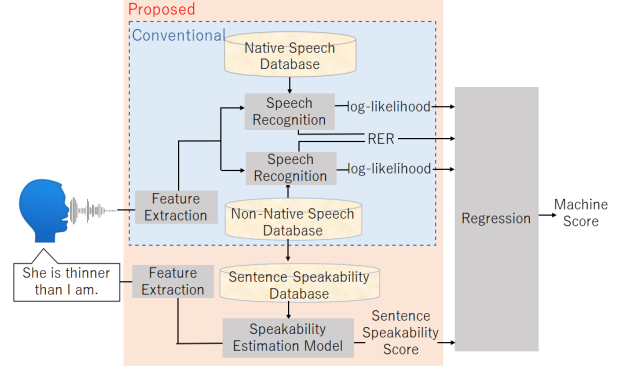 Proposed
Conventional
Native Speech
Database
Speech
Recognition
log-likelihood
RER
Speech
Recognition
log-likelihood
Feature
Extraction
Non-Native Speech
Database
Regression
Machine
Score
She is thinner
than I am.
Feature
Extraction
Sentence Speakability
Database
Speakability
Estimation Model
Sentence
Speakability
Score